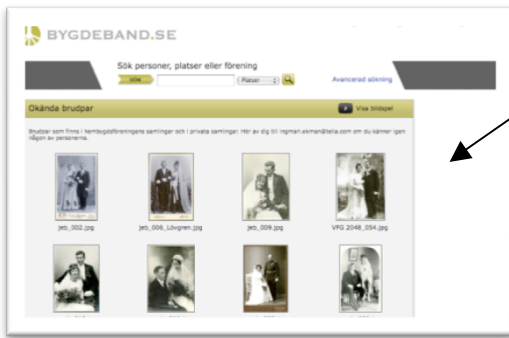 BYGDEBAND.SE
Sök personer, platser eller förening
SÖK
Platser
Avancerad sökning
Okända brudpar
Visa bildspel
Brudpar som finns i hembygdsföreningens samlingar och i privata samlingar. Hör av dig till ingmar.ekman@telia.com om du känner igen
någon av personerna.
jeb_002.jpg
jeb_006_Lövgren.jpg
jeb_009.jpg
VFG 2048_054.jpg